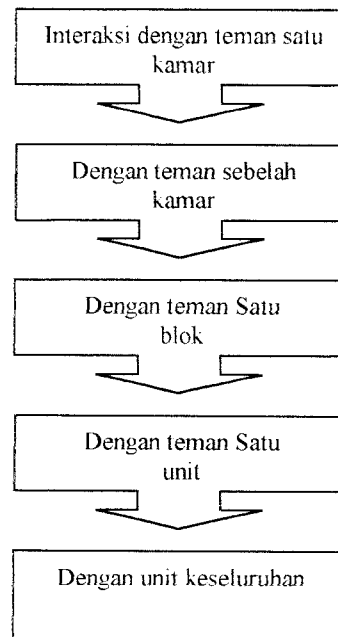 Interaksi dengan teman satu
kamar
Dengan teman sebelah
kamar
Dengan teman Satu
blok
Dengan teman Satu
unit
Dengan unit keseluruhan